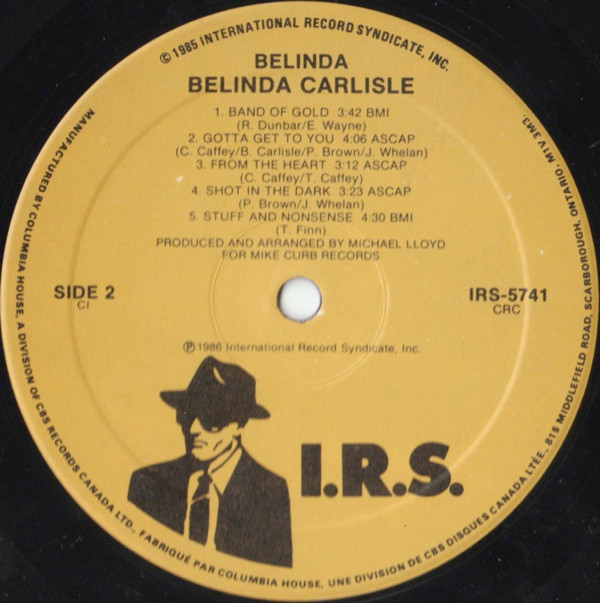 © 1985 INTERNATIONAL RECORD SYNDICATE, INC.
BELINDA
BELINDA CARLISLE
1. BAND OF GOLD 3:42 BMI
(R. Dunbar/E. Wayne)
2. GOTTA GET TO YOU 4:06 ASCAP
(C. Caffey/B. Carlisle/P. Brown/J. Whelan)
3. FROM THE HEART 3:12 ASCAP
(C. Caffey/T. Caffey)
4. SHOT IN THE DARK 3:23 ASCAP
(P. Brown/J. Whelan)
5. STUFF AND NONSENSE 4:30 BMI
(T. Finn)
PRODUCED AND ARRANGED BY MICHAEL LLOYD
FOR MIKE CURB RECORDS
SIDE 2
CI
IRS-5741
CRC
℗ 1986 International Record Syndicate, Inc.
I.R.S.
MANUFACTURED BY COLUMBIA HOUSE, A DIVISION OF CBS RECORDS CANADA LTD., FABRIQUÉ PAR COLUMBIA HOUSE, UNE DIVISION DE CBS DISQUES CANADA LTÉE., 815 MIDDLEFIELD ROAD, SCARBOROUGH, ONTARIO, M1V 3M3.